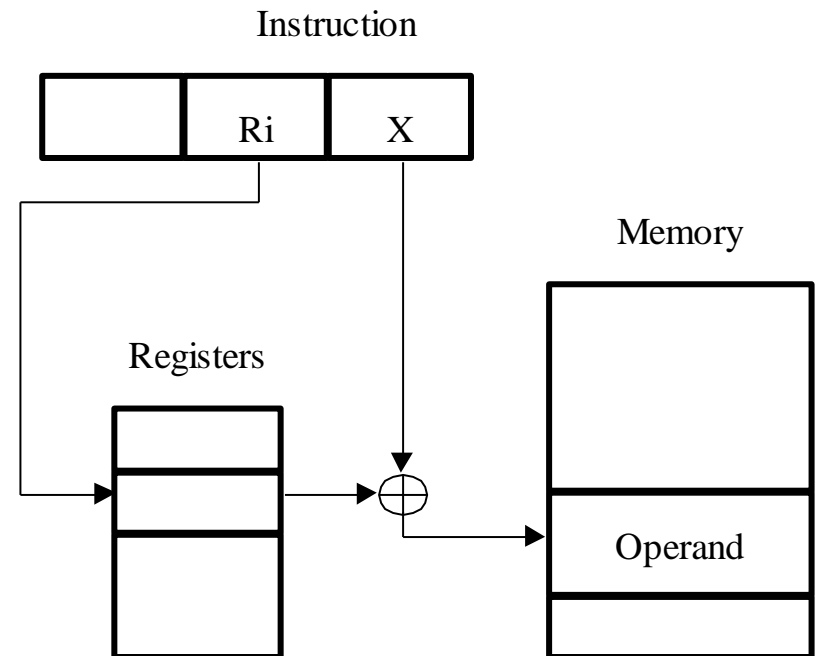 Instruction
Ri
X
Memory
Registers
Operand